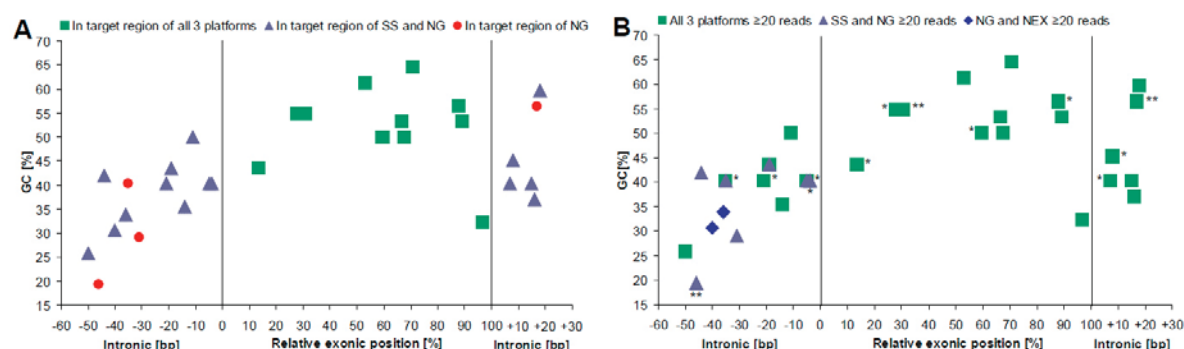 A
In target region of all 3 platforms In target region of SS and NG In target region of NG
70
65
60
55
50
45
40
35
30
25
20
15
GC [%]
-60 -50 -40 -30 -20 -10 0 10 20 30 40 50 60 70 80 90 100 +10 +20 +30
Intronic [bp] Relative exonic position [%] Intronic [bp]
B
All 3 platforms ≥20 reads SS and NG ≥20 reads NG and NEX ≥20 reads
70
65
60
55
50
45
40
35
30
25
20
15
GC[%]
* ** * * ** * * * * * * * **
-60 -50 -40 -30 -20 -10 0 10 20 30 40 50 60 70 80 90 100 +10 +20 +30
Intronic [bp] Relative exonic position [%] Intronic [bp]